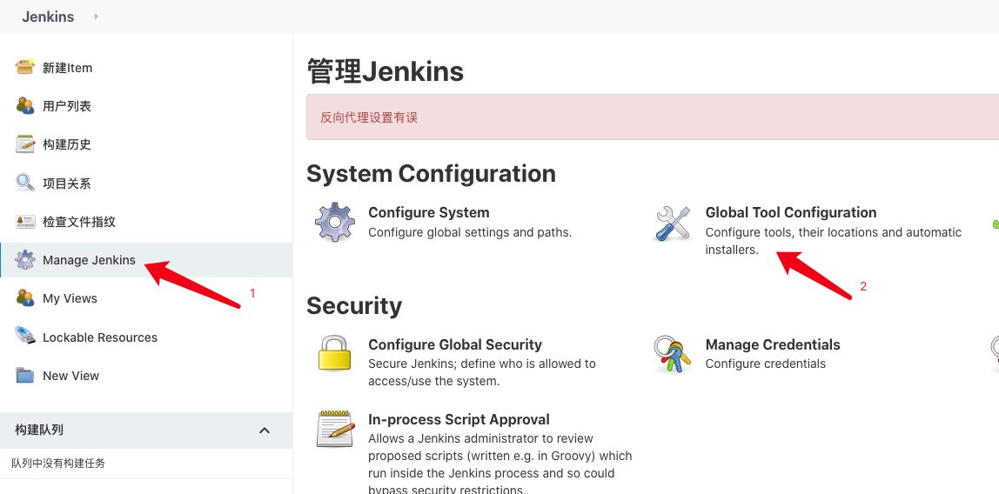 Jenkins
新建Item
用户列表
构建历史
项目关系
检查文件指纹
Manage Jenkins
1
My Views
Lockable Resources
New View
构建队列
队列中没有构建任务
管理Jenkins
反向代理设置有误
System Configuration
Configure System
Configure global settings and paths.
Global Tool Configuration
Configure tools, their locations and automatic
installers.
2
Security
Configure Global Security
Secure Jenkins; define who is allowed to
access/use the system.
Manage Credentials
Configure credentials
In-process Script Approval
Allows a Jenkins administrator to review
proposed scripts (written e.g. in Groovy) which
run inside the Jenkins process and so could
bypass security restrictions.